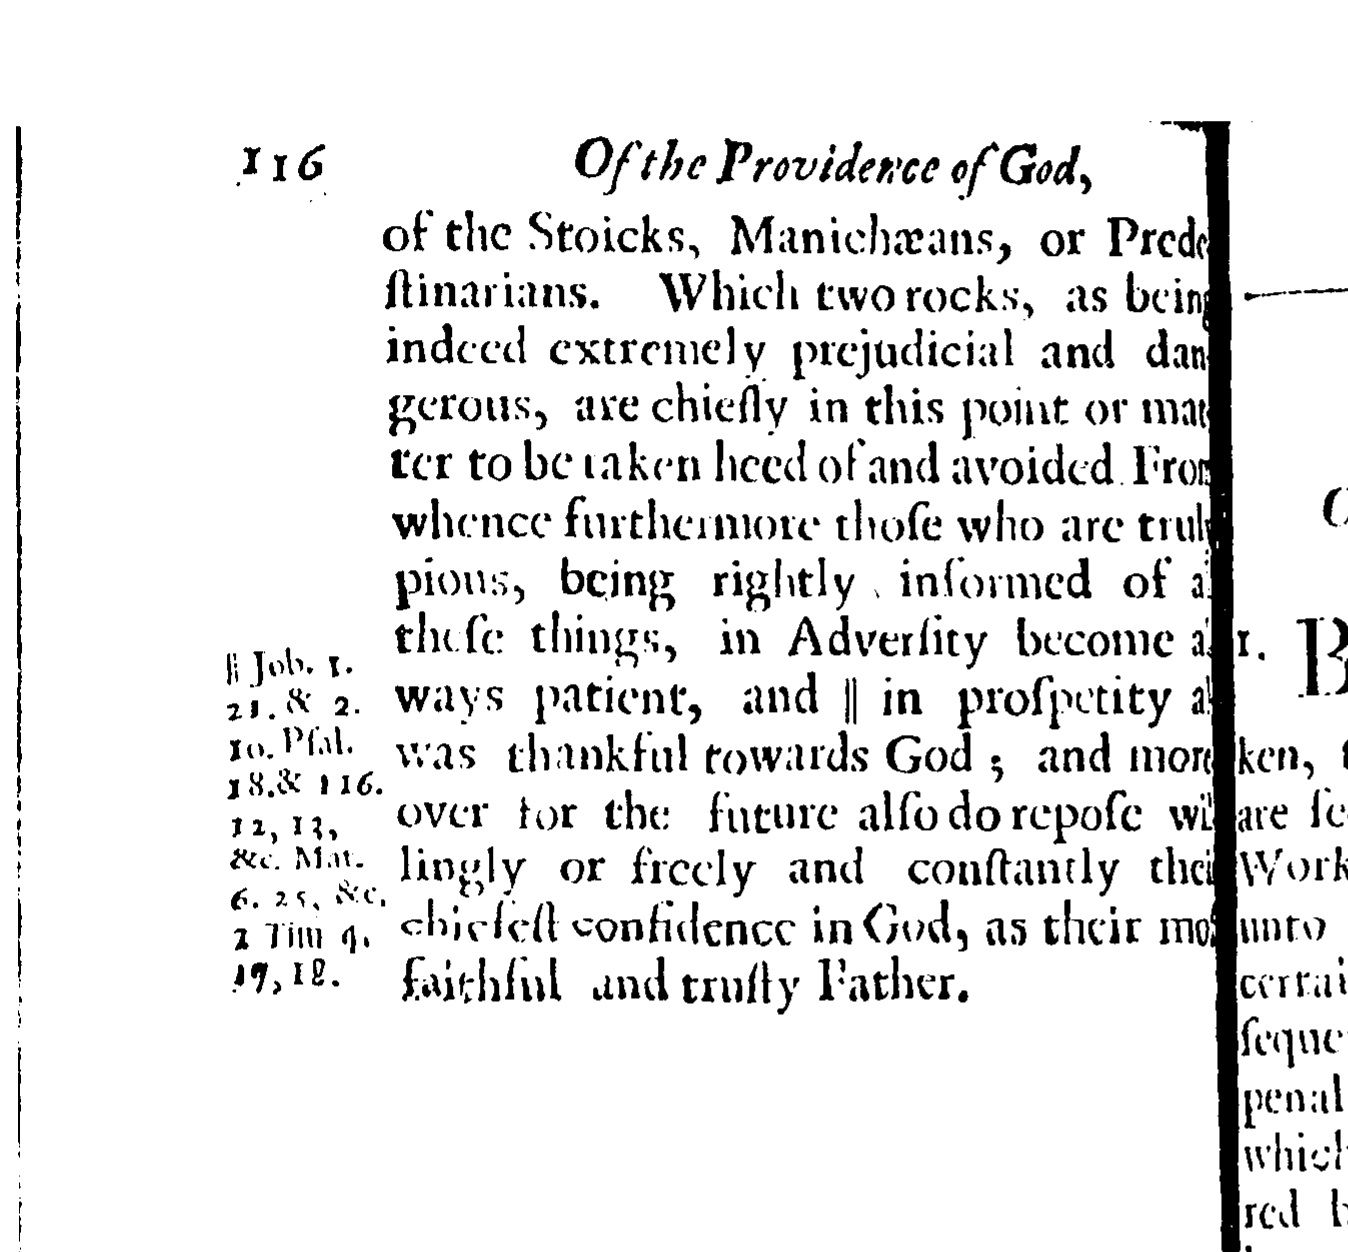 116
Of the Providence of God,
of the Stoicks, Manichæans, or Prede
ſtinarians. Which two rocks, as being
indeed extremely prejudicial and dan
gerous, are chiefly in this point or mat
ter to be taken heed of and avoided. From
whence furthermore thoſe who are truly
pious, being rightly informed of a
theſe things, in Adverſity become a
ways patient, and || in proſpetity a
was thankful towards God ; and more
over for the future alſo do repoſe wil
lingly or freely and conſtantly thei
chiefeſt confidence in God, as their mo
faithful and truſty Father.
|| Job. 1.
21. & 2.
10. Pſal.
18. & 116.
12, 13,
&c. Mat.
6. 25, &c.
2 Tim 4.
17, 18.
1. B
ken,
are ſe
Work
unto
certai
ſeque
penal
which
red